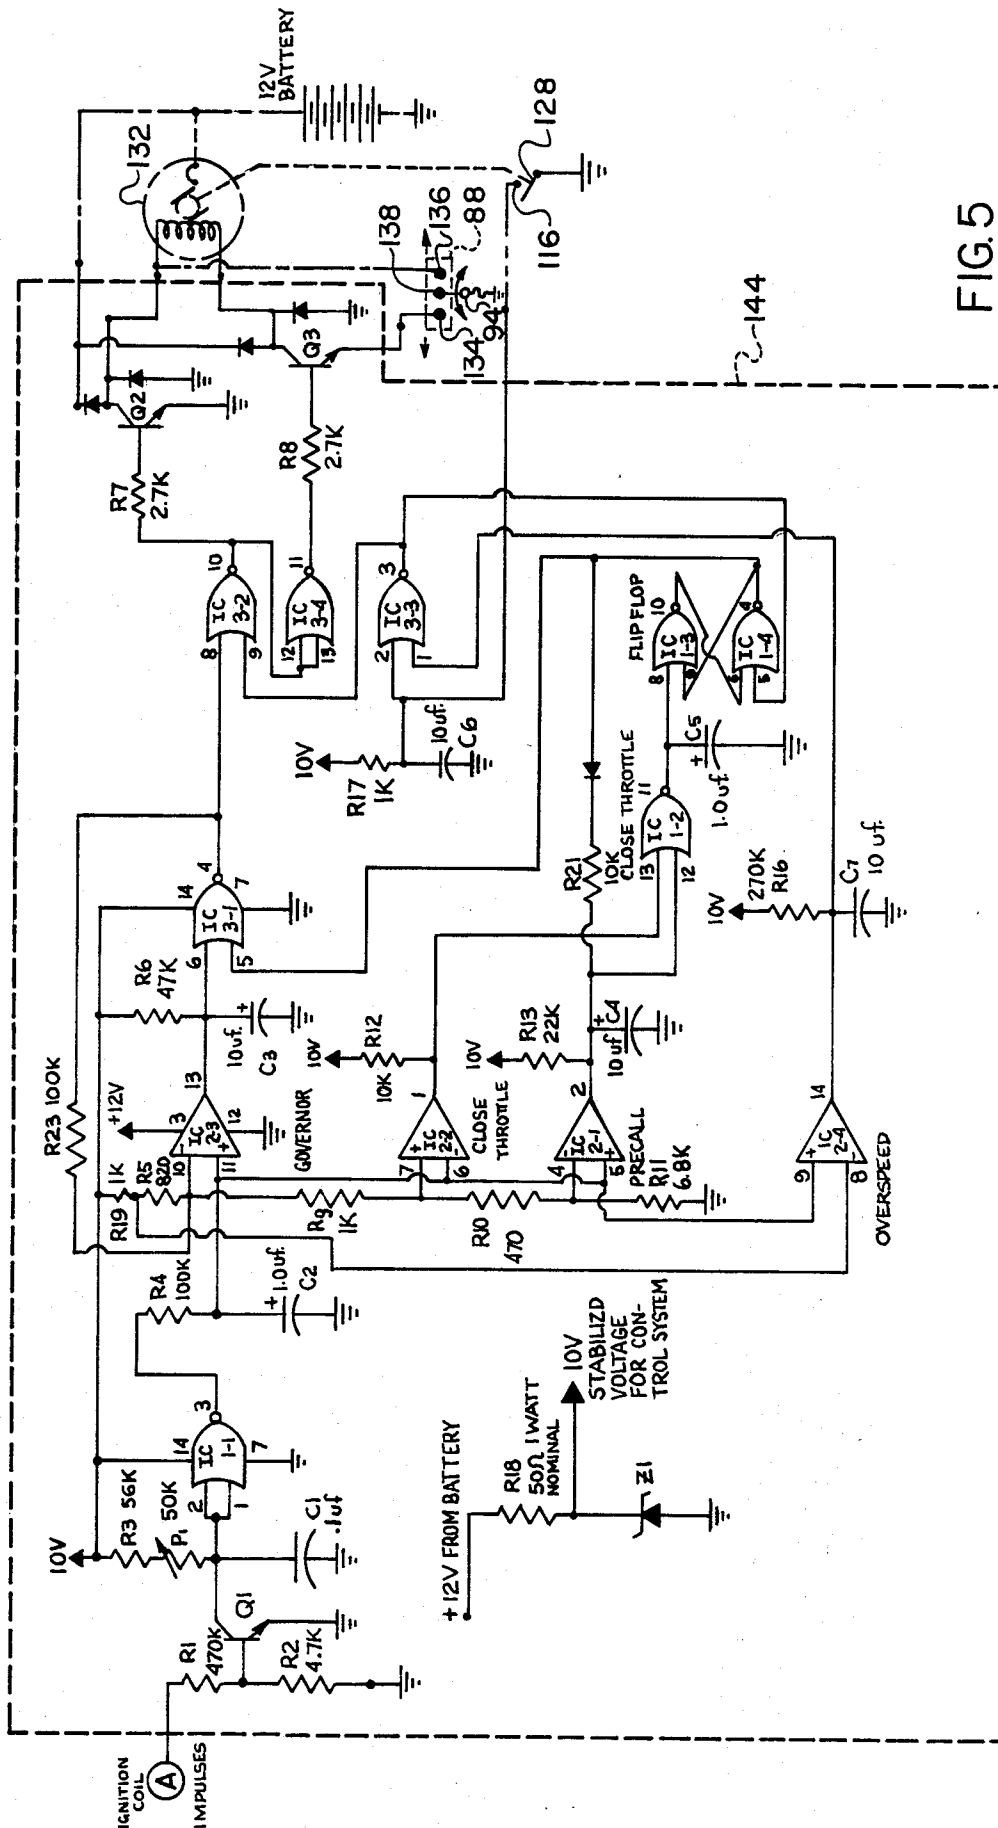 IGNITION
COIL
A
IMPULSES
R1
470K
R2
4.7K
Q1
10V
R3 56K
P1 50K
C1
.1uf
2
1
14
IC
1-1
7
3
R4
100K
+ 1.0uf.
C2
R23 100K
R19
1K
R5
820
10
11
IC
2-3
+
3
+12V
12
13
GOVERNOR
R6
47K
10uf. +
C3
6
5
14
IC
3-1
7
4
R9
1K
R10
470
R11
6.8K
7
6
+
IC
2-2
-
1
CLOSE
THROTTLE
10V
R12
10K
4
5
IC
2-1
+
2
PRECALL
10V
R13
22K
+
10uf
C4
9
8
+
IC
2-4
-
14
OVERSPEED
10V
270K
R16
C7
10 uf.
R21
10K
CLOSE THROTTLE
13
12
IC
1-2
11
+
C5
1.0uf.
FLIP FLOP
8
IC
1-3
10
6
5
IC
1-4
4
10V
R17
1K
10uf.
C6
2
1
IC
3-3
3
8
9
IC
3-2
10
12
13
IC
3-4
11
R7
2.7K
R8
2.7K
Q2
Q3
132
12V
BATTERY
138
136
88
134
94
116
128
144
+12V FROM BATTERY
R18
50Ω 1 WATT
NOMINAL
10V
STABILIZD
VOLTAGE
FOR CON-
TROL SYSTEM
Z1
FIG.5